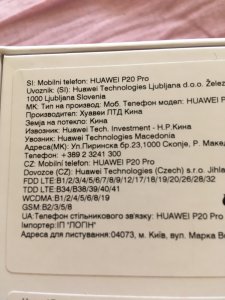 SI: Mobilni telefon: HUAWEI P20 Pro
Uvoznik: (SI): Huawei Technologies Ljubljana d.o.o. Želez
1000 Ljubljana Slovenia
МК: Тип на производ: Моб. Телефон модел: HUAWEI P
Производител: Хуавеи ЛТД Кина
Земја на потекло: Кина
Извозник: Huawei Tech. Investment - Н.Р.Кина
Увозник: Huawei Technologies Macedonia
Адреса(МК): Ул.Пиринска бр.23,1000 Скопје, Р. Македо
Телефон: +389 2 3241 300
CZ: Mobilní telefon: HUAWEI P20 Pro
Dovozce (CZ): Huawei Technologies (Czech) s.r.o. Jihla
FDD LTE:B1/2/3/4/5/6/7/8/9/12/17/18/19/20/26/28/32
TDD LTE:B34/B38/39/40/41
WCDMA:B1/2/4/5/6/8/19
GSM:B2/3/5/8
UA:Телефон стільникового зв'язку: HUAWEI P20 Pro
Імпортер:ІП "ЛОГІН"
Адреса для листування:04073, м. Київ, вул. Марка Во